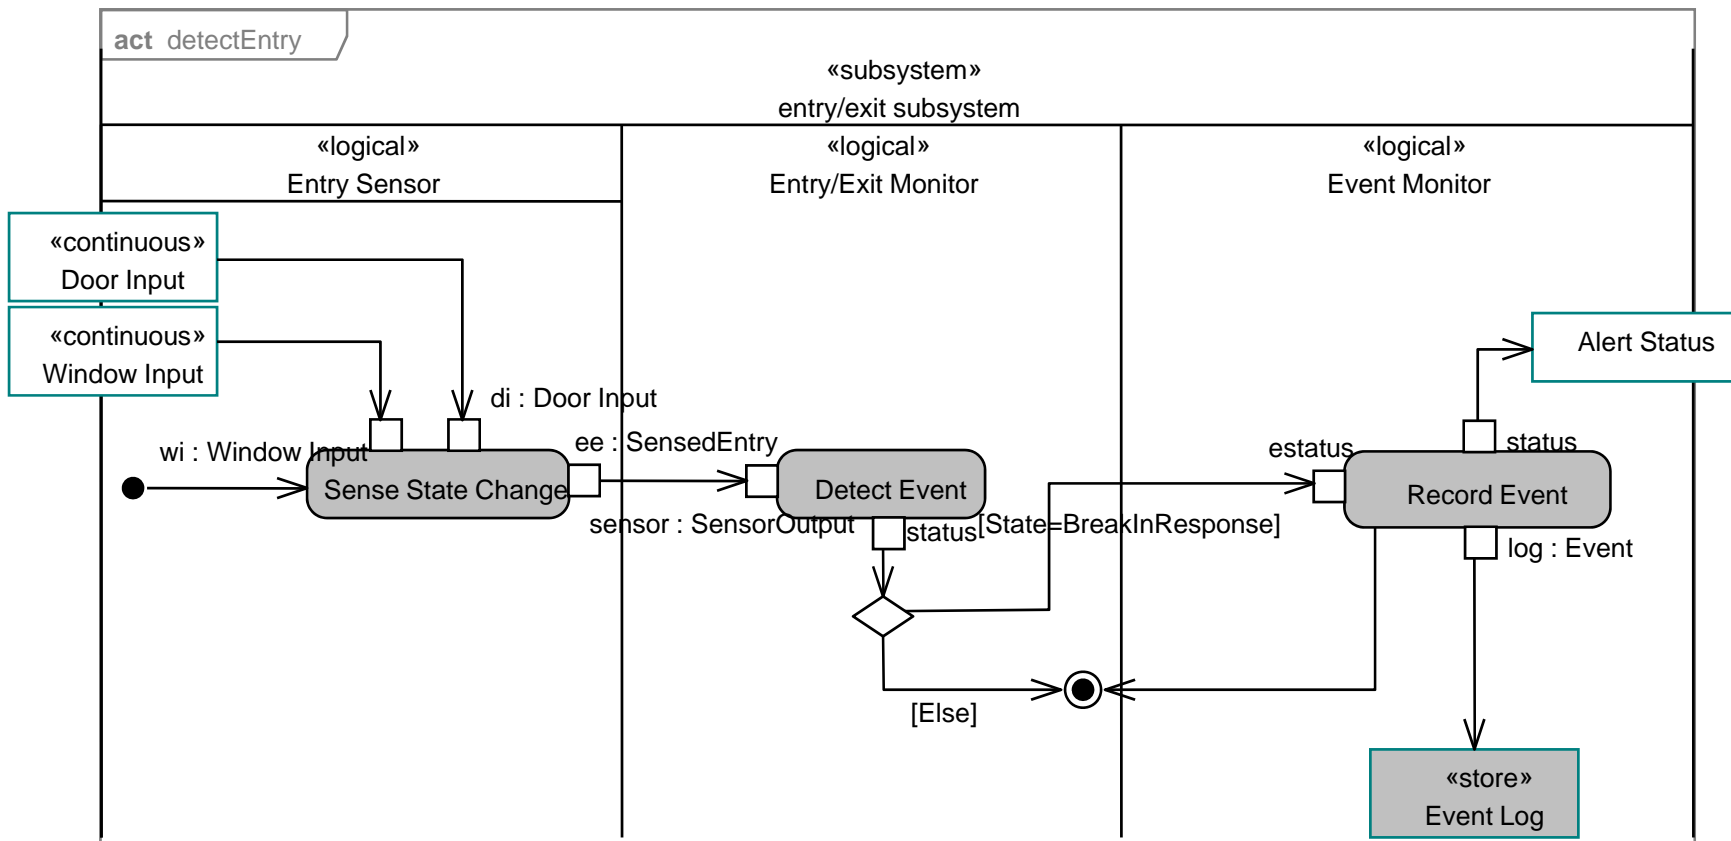 act detectEntry
«subsystem»
entry/exit subsystem
«logical»
Entry Sensor
«logical»
Entry/Exit Monitor
«logical»
Event Monitor
«continuous»
Door Input
«continuous»
Window Input
Alert Status
di : Door Input
wi : Window Input
ee : SensedEntry
estatus
status
Sense State Change
Detect Event
Record Event
sensor : SensorOutput
status
[State=BreakInResponse]
log : Event
[Else]
«store»
Event Log